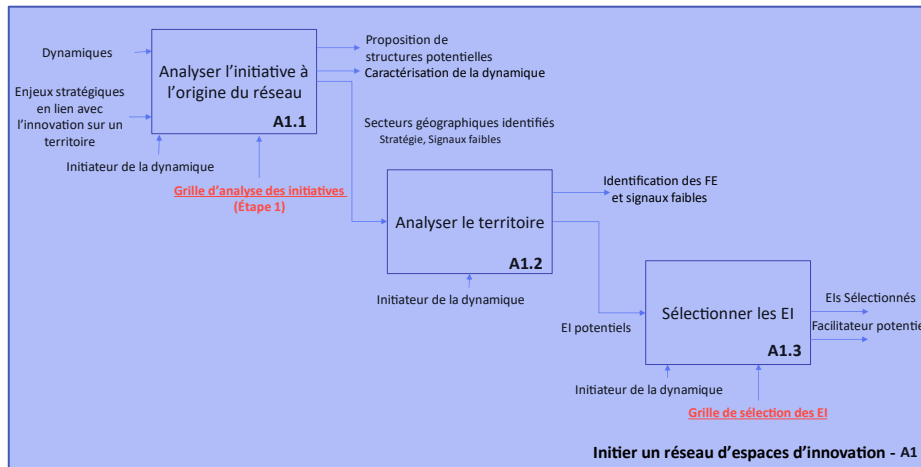 Dynamiques
Enjeux stratégiques
en lien avec
l'innovation sur un
territoire
Analyser l'initiative à
l'origine du réseau
A1.1
Proposition de
structures potentielles
Caractérisation de la dynamique
Initiateur de la dynamique
Grille d'analyse des initiatives
(Étape 1)
Secteurs géographiques identifiés
Stratégie, Signaux faibles
Analyser le territoire
A1.2
Identification des FE
et signaux faibles
Initiateur de la dynamique
EI potentiels
Sélectionner les EI
A1.3
EIs Sélectionnés
Facilitateur potentie
Initiateur de la dynamique
Grille de sélection des EI
Initier un réseau d'espaces d'innovation - A1